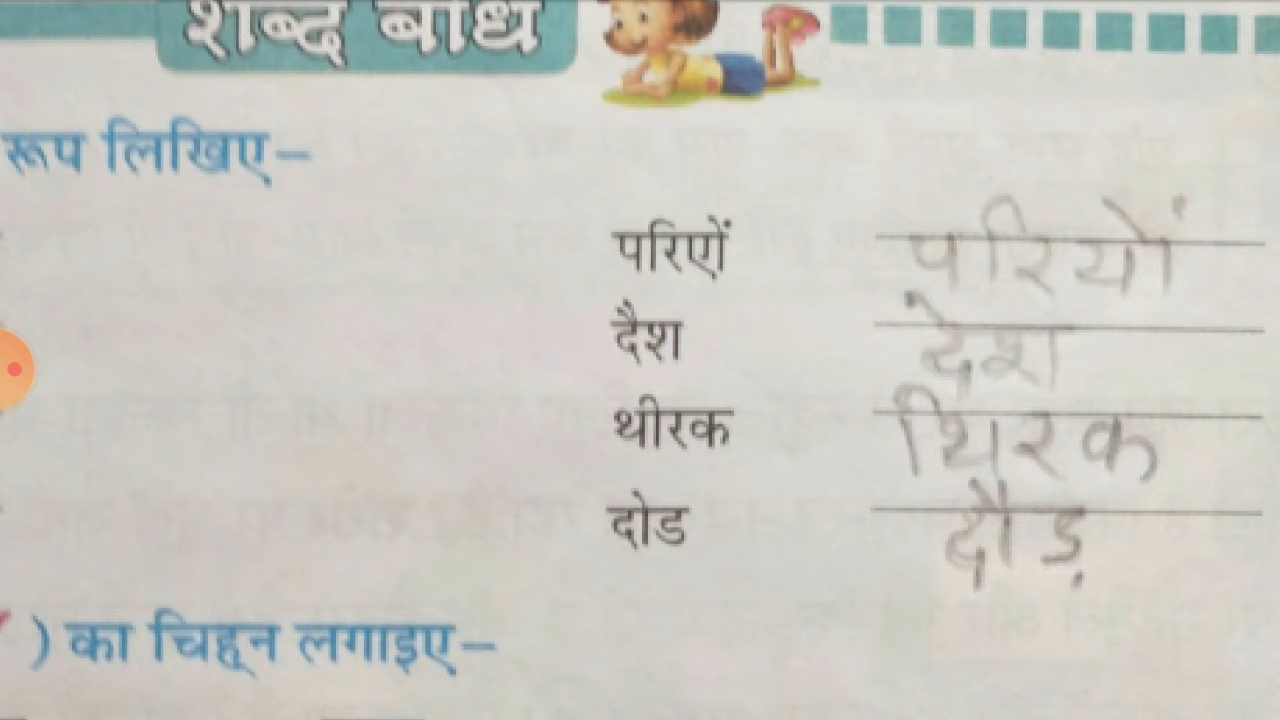 शब्द बोध
रूप लिखिए–
परिएों परियों
दैश देश
थीरक थिरक
दोड दौड़
) का चिह्न लगाइए–